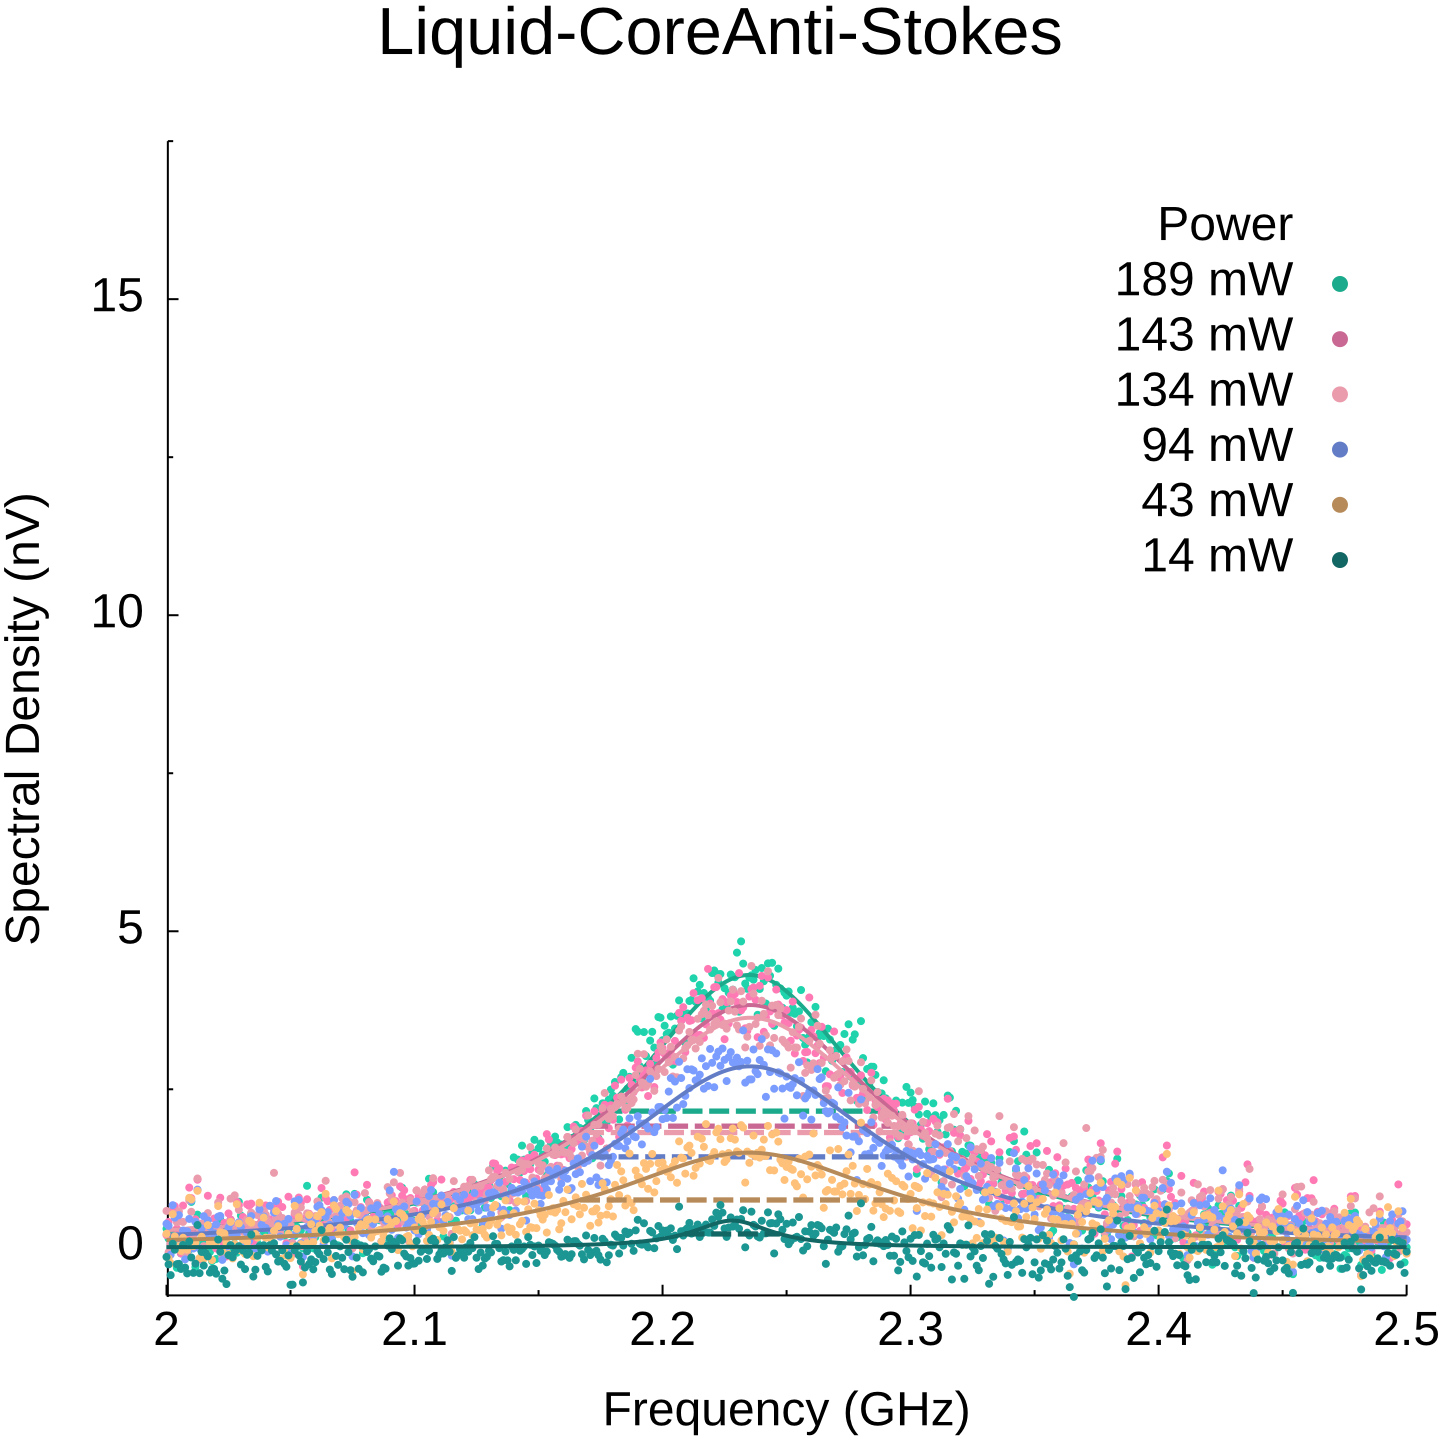 Liquid-CoreAnti-Stokes
Power
189 mW
143 mW
134 mW
94 mW
43 mW
14 mW
15
10
5
0
Spectral Density (nV)
2 2.1 2.2 2.3 2.4 2.5
Frequency (GHz)